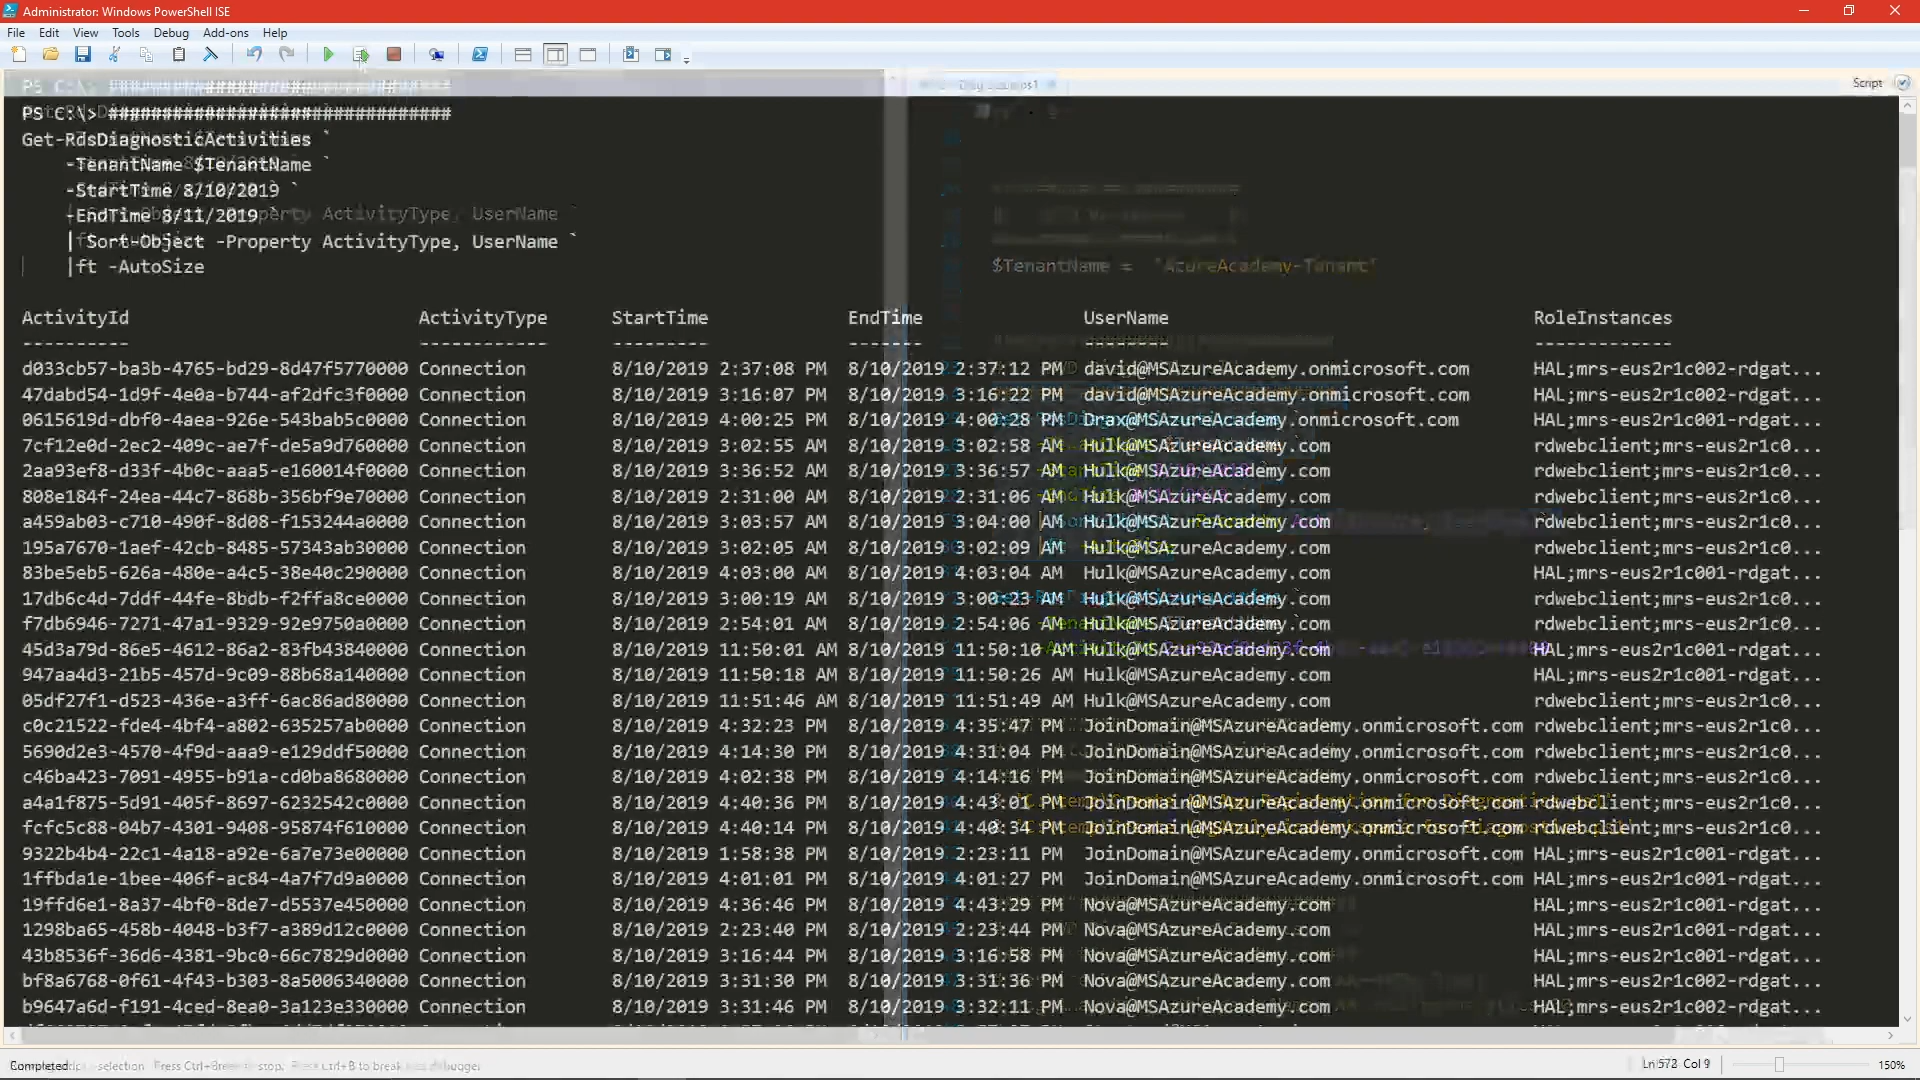 Administrator: Windows PowerShell ISE
File Edit View Tools Debug Add-ons Help
Script
PS C:\> ################################
Get-RdsDiagnosticActivities `
-TenantName $TenantName `
-StartTime 8/10/2019 `
-EndTime 8/11/2019 `
| Sort-Object -Property ActivityType, UserName `
|ft -AutoSize
$TenantName = 'AzureAcademy-Tenant'
ActivityId ActivityType StartTime EndTime UserName RoleInstances
---------- ------------ --------- ------- -------- -------------
d033cb57-ba3b-4765-bd29-8d47f5770000 Connection 8/10/2019 2:37:08 PM 8/10/2019 2:37:12 PM david@MSAzureAcademy.onmicrosoft.com HAL;mrs-eus2r1c002-rdgat...
47dabd54-1d9f-4e0a-b744-af2dfc3f0000 Connection 8/10/2019 3:16:07 PM 8/10/2019 3:16:22 PM david@MSAzureAcademy.onmicrosoft.com HAL;mrs-eus2r1c002-rdgat...
0615619d-dbf0-4aea-926e-543bab5c0000 Connection 8/10/2019 4:00:25 PM 8/10/2019 4:00:28 PM Drax@MSAzureAcademy.onmicrosoft.com HAL;mrs-eus2r1c001-rdgat...
7cf12e0d-2ec2-409c-ae7f-de5a9d760000 Connection 8/10/2019 3:02:55 AM 8/10/2019 3:02:58 AM Hulk@MSAzureAcademy.com rdwebclient;mrs-eus2r1c0...
2aa93ef8-d33f-4b0c-aaa5-e160014f0000 Connection 8/10/2019 3:36:52 AM 8/10/2019 3:36:57 AM Hulk@MSAzureAcademy.com rdwebclient;mrs-eus2r1c0...
808e184f-24ea-44c7-868b-356bf9e70000 Connection 8/10/2019 2:31:00 AM 8/10/2019 2:31:06 AM Hulk@MSAzureAcademy.com rdwebclient;mrs-eus2r1c0...
a459ab03-c710-490f-8d08-f153244a0000 Connection 8/10/2019 3:03:57 AM 8/10/2019 3:04:00 AM Hulk@MSAzureAcademy.com rdwebclient;mrs-eus2r1c0...
195a7670-1aef-42cb-8485-57343ab30000 Connection 8/10/2019 3:02:05 AM 8/10/2019 3:02:09 AM Hulk@MSAzureAcademy.com rdwebclient;mrs-eus2r1c0...
83be5eb5-626a-480e-a4c5-38e40c290000 Connection 8/10/2019 4:03:00 AM 8/10/2019 4:03:04 AM Hulk@MSAzureAcademy.com HAL;mrs-eus2r1c001-rdgat...
17db6c4d-7ddf-44fe-8bdb-f2ffa8ce0000 Connection 8/10/2019 3:00:19 AM 8/10/2019 3:00:23 AM Hulk@MSAzureAcademy.com rdwebclient;mrs-eus2r1c0...
f7db6946-7271-47a1-9329-92e9750a0000 Connection 8/10/2019 2:54:01 AM 8/10/2019 2:54:06 AM Hulk@MSAzureAcademy.com rdwebclient;mrs-eus2r1c0...
45d3a79d-86e5-4612-86a2-83fb43840000 Connection 8/10/2019 11:50:01 AM 8/10/2019 11:50:10 AM Hulk@MSAzureAcademy.com HAL;mrs-eus2r1c001-rdgat...
947aa4d3-21b5-457d-9c09-88b68a140000 Connection 8/10/2019 11:50:18 AM 8/10/2019 11:50:26 AM Hulk@MSAzureAcademy.com HAL;mrs-eus2r1c001-rdgat...
05df27f1-d523-436e-a3ff-6ac86ad80000 Connection 8/10/2019 11:51:46 AM 8/10/2019 11:51:49 AM Hulk@MSAzureAcademy.com rdwebclient;mrs-eus2r1c0...
c0c21522-fde4-4bf4-a802-635257ab0000 Connection 8/10/2019 4:32:23 PM 8/10/2019 4:35:47 PM JoinDomain@MSAzureAcademy.onmicrosoft.com rdwebclient;mrs-eus2r1c0...
5690d2e3-4570-4f9d-aaa9-e129ddf50000 Connection 8/10/2019 4:14:30 PM 8/10/2019 4:31:04 PM JoinDomain@MSAzureAcademy.onmicrosoft.com rdwebclient;mrs-eus2r1c0...
c46ba423-7091-4955-b91a-cd0ba8680000 Connection 8/10/2019 4:02:38 PM 8/10/2019 4:14:16 PM JoinDomain@MSAzureAcademy.onmicrosoft.com rdwebclient;mrs-eus2r1c0...
a4a1f875-5d91-405f-8697-6232542c0000 Connection 8/10/2019 4:40:36 PM 8/10/2019 4:43:01 PM JoinDomain@MSAzureAcademy.onmicrosoft.com rdwebclient;mrs-eus2r1c0...
fcfc5c88-04b7-4301-9408-95874f610000 Connection 8/10/2019 4:40:14 PM 8/10/2019 4:40:34 PM JoinDomain@MSAzureAcademy.onmicrosoft.com rdwebclient;mrs-eus2r1c0...
9322b4b4-22c1-4a18-a92e-6a7e73e00000 Connection 8/10/2019 1:58:38 PM 8/10/2019 2:23:11 PM JoinDomain@MSAzureAcademy.onmicrosoft.com HAL;mrs-eus2r1c001-rdgat...
1ffbda1e-1bee-406f-ac84-4a7f7d9a0000 Connection 8/10/2019 4:01:01 PM 8/10/2019 4:01:27 PM JoinDomain@MSAzureAcademy.onmicrosoft.com HAL;mrs-eus2r1c001-rdgat...
19ffd6e1-8a37-4bf0-8de7-d5537e450000 Connection 8/10/2019 4:36:46 PM 8/10/2019 4:43:29 PM Nova@MSAzureAcademy.com HAL;mrs-eus2r1c001-rdgat...
1298ba65-458b-4048-b3f7-a389d12c0000 Connection 8/10/2019 2:23:40 PM 8/10/2019 2:23:44 PM Nova@MSAzureAcademy.com HAL;mrs-eus2r1c001-rdgat...
43b8536f-36d6-4381-9bc0-66c7829d0000 Connection 8/10/2019 3:16:44 PM 8/10/2019 3:16:58 PM Nova@MSAzureAcademy.com HAL;mrs-eus2r1c001-rdgat...
bf8a6768-0f61-4f43-b303-8a5006340000 Connection 8/10/2019 3:31:30 PM 8/10/2019 3:31:36 PM Nova@MSAzureAcademy.com HAL;mrs-eus2r1c002-rdgat...
b9647a6d-f191-4ced-8ea0-3a123e330000 Connection 8/10/2019 3:31:46 PM 8/10/2019 3:32:11 PM Nova@MSAzureAcademy.com HAL;mrs-eus2r1c001-rdgat...
Completed selection Press Ctrl+Break to stop. Press Ctrl+B to break
Col 9 150%